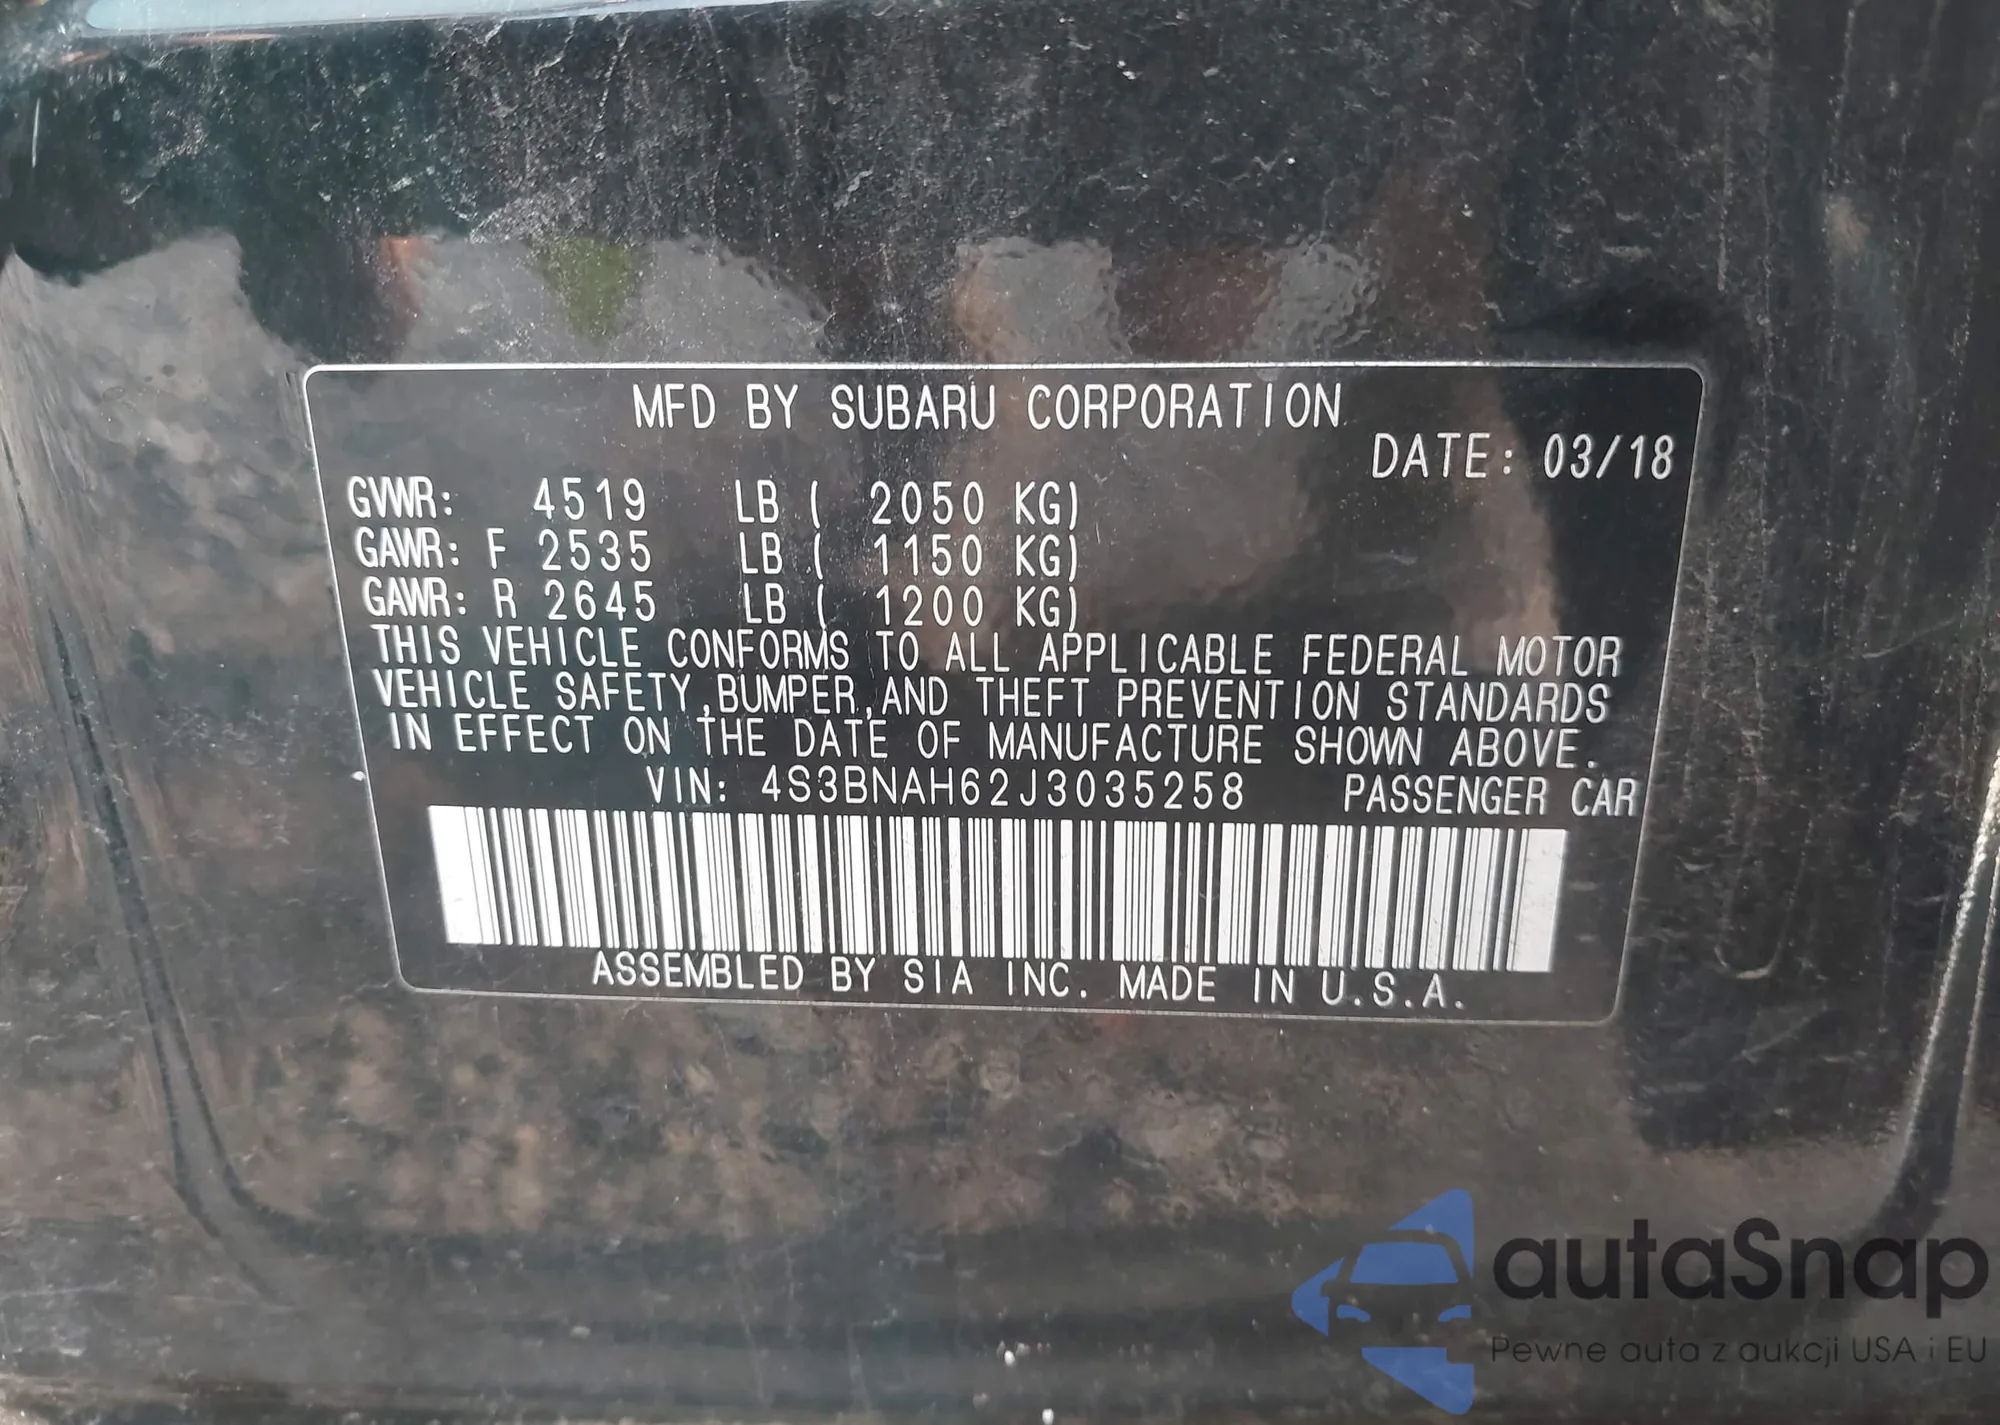 MFD BY SUBARU CORPORATION
DATE: 03/18
GVWR: 4519 LB ( 2050 KG)
GAWR: F 2535 LB ( 1150 KG)
GAWR: R 2645 LB ( 1200 KG)
THIS VEHICLE CONFORMS TO ALL APPLICABLE FEDERAL MOTOR
VEHICLE SAFETY,BUMPER,AND THEFT PREVENTION STANDARDS
IN EFFECT ON THE DATE OF MANUFACTURE SHOWN ABOVE.
VIN: 4S3BNAH62J3035258 PASSENGER CAR
ASSEMBLED BY SIA INC. MADE IN U.S.A.
autaSnap
Pewne auta z aukcji USA i EU